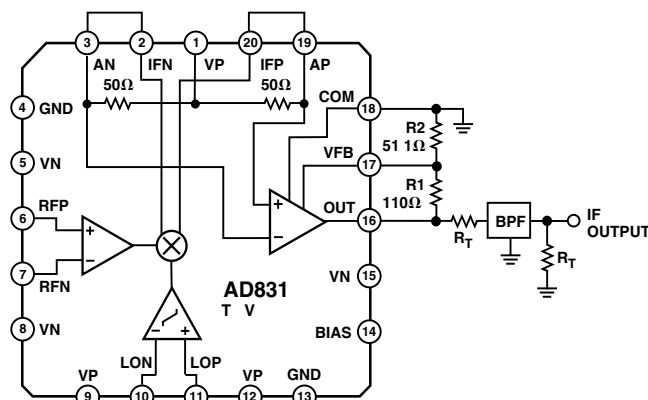 3 2 1 20 19
AN IFN VP IFP AP
50Ω 50Ω
COM 18
4 GND
R2
51 1Ω
VFB 17
5 VN
R1
110Ω
6 RFP
OUT 16
+ −
+ −
BPF
IF
OUTPUT
RT
RT
7 RFN
VN 15
AD831
T V
8 VN
BIAS 14
− +
LON LOP
VP VP GND
9 10 11 12 13